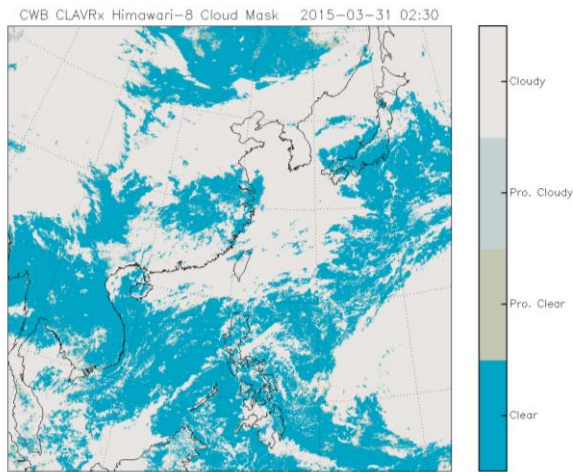 CWB CLAVRx Himawari-8 Cloud Mask 2015-03-31 02:30
Cloudy
Pro. Cloudy
Pro. Clear
Clear